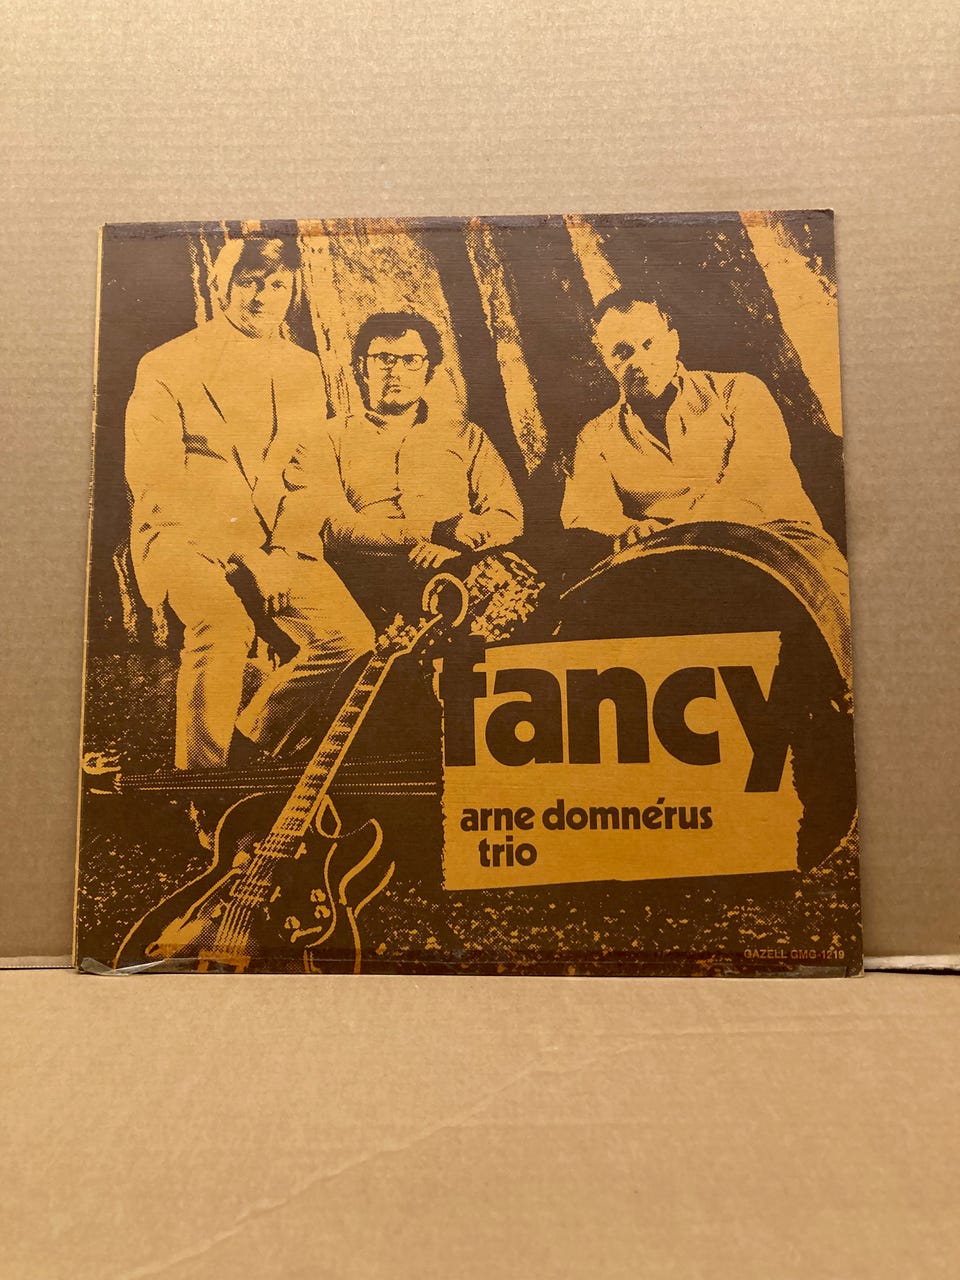 fancy
arne domnérus
trio
GAZELL GMG-1219